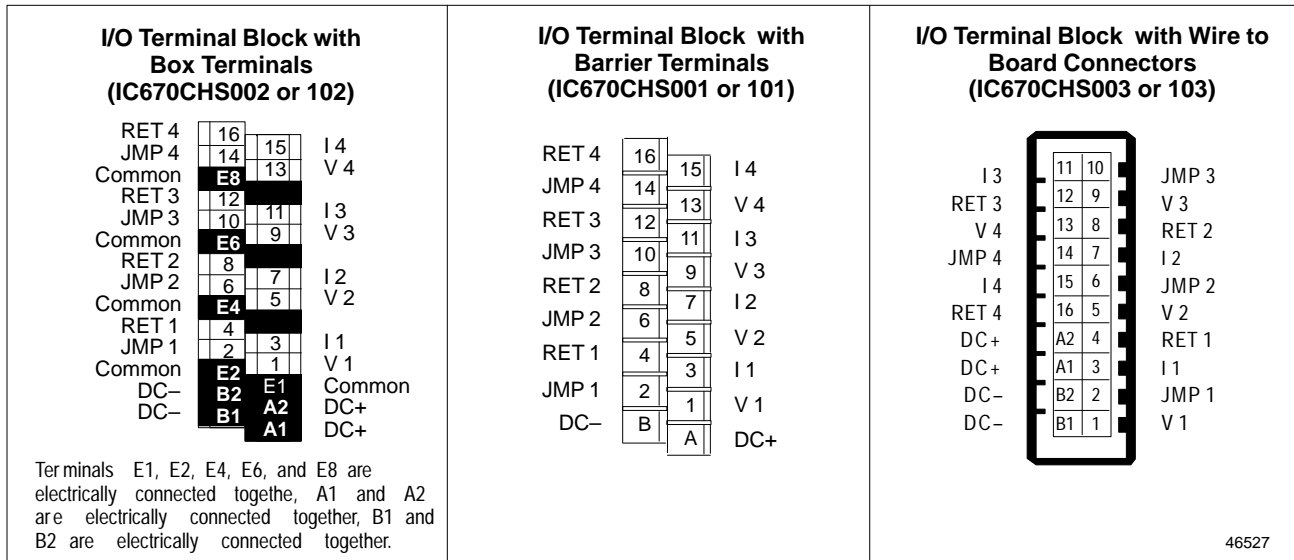 I/O Terminal Block with
Box Terminals
(IC670CHS002 or 102)
RET 4 16
15 I 4
JMP 4 14
13 V 4
Common E8
RET 3 12
11 I 3
JMP 3 10
9 V 3
Common E6
RET 2 8
7 I 2
JMP 2 6
5 V 2
Common E4
RET 1 4
3 I 1
JMP 1 2
1 V 1
Common E2
E1 Common
DC– B2
A2 DC+
DC– B1
A1 DC+
Ter minals E1, E2, E4, E6, and E8 are
electrically connected togethe, A1 and A2
are electrically connected together, B1 and
B2 are electrically connected together.
I/O Terminal Block with
Barrier Terminals
(IC670CHS001 or 101)
RET 4 16
15 I 4
JMP 4 14
13 V 4
RET 3 12
11 I 3
JMP 3 10
9 V 3
RET 2 8
7 I 2
JMP 2 6
5 V 2
RET 1 4
3 I 1
JMP 1 2
1 V 1
DC– B
A DC+
I/O Terminal Block with Wire to
Board Connectors
(IC670CHS003 or 103)
I 3 11 10 JMP 3
RET 3 12 9 V 3
V 4 13 8 RET 2
JMP 4 14 7 I 2
I 4 15 6 JMP 2
RET 4 16 5 V 2
DC+ A2 4 RET 1
DC+ A1 3 I 1
DC– B2 2 JMP 1
DC– B1 1 V 1
46527